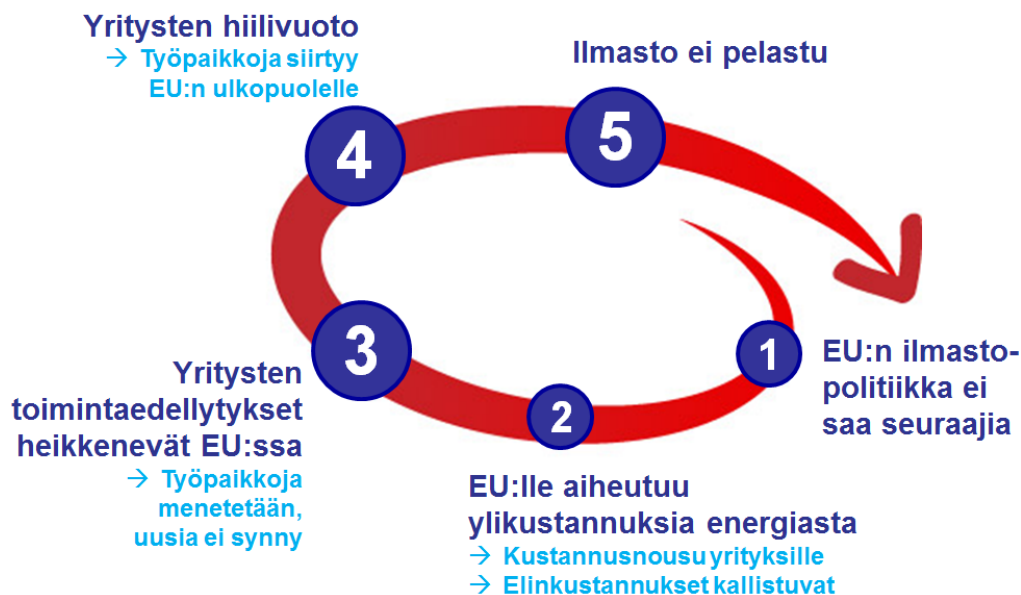 Yritysten hiilivuoto
→ Työpaikkoja siirtyy
EU:n ulkopuolelle
Ilmasto ei pelastu
4
5
3
2
1
Yritysten
toimintaedellytykset
heikkenevät EU:ssa
→ Työpaikkoja
menetetään,
uusia ei synny
EU:lle aiheutuu
ylikustannuksia energiasta
→ Kustannusnousu yrityksille
→ Elinkustannukset kallistuvat
EU:n ilmasto-
politiikka ei
saa seuraajia